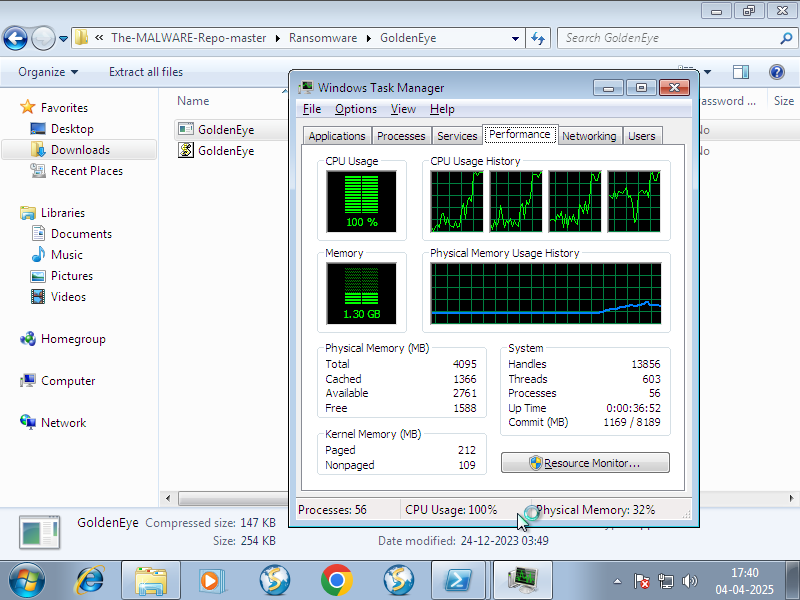 The-MALWARE-Repo-master
Ransomware
GoldenEye
Search GoldenEye
Organize
Extract all files
Name
Size
Favorites
Desktop
Downloads
Recent Places
Libraries
Documents
Music
Pictures
Videos
Homegroup
Computer
Network
GoldenEye
GoldenEye
No
Windows Task Manager
File Options View Help
Applications Processes Services Performance Networking Users
CPU Usage
CPU Usage History
100 %
Memory
Physical Memory Usage History
1.30 GB
Physical Memory (MB)
Total 4095
Cached 1366
Available 2761
Free 1588
Kernel Memory (MB)
Paged 212
Nonpaged 109
System
Handles 13856
Threads 603
Processes 56
Up Time 0:00:36:52
Commit (MB) 1169 / 8189
Resource Monitor...
Processes: 56 CPU Usage: 100% Physical Memory: 32%
GoldenEye Compressed size: 147 KB
Size: 254 KB
Date modified: 24-12-2023 03:49
17:40
04-04-2025